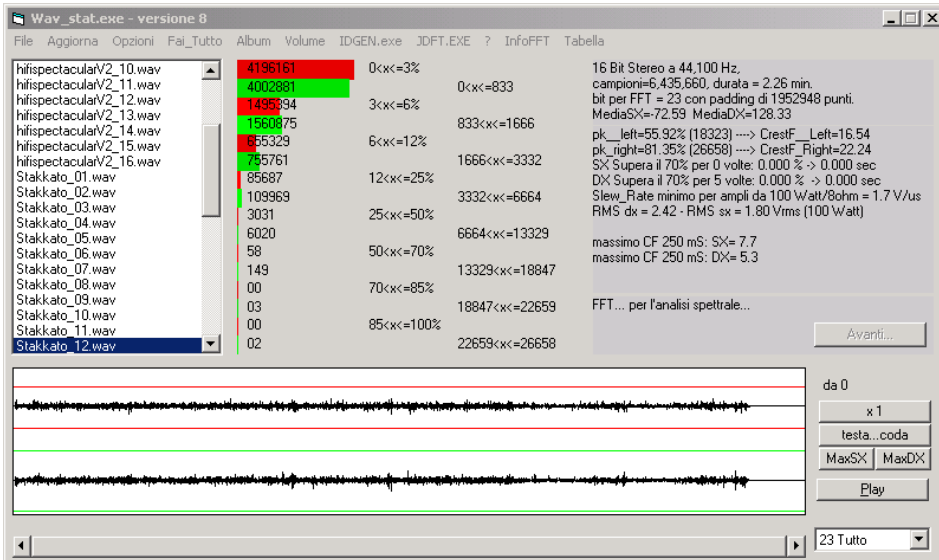 Wav_stat.exe - versione 8
File Aggiorna Opzioni Fai_Tutto Album Volume IDGEN.exe JDFT.EXE ? InfoFFT Tabella
hifispectacularV2_10.wav
hifispectacularV2_11.wav
hifispectacularV2_12.wav
hifispectacularV2_13.wav
hifispectacularV2_14.wav
hifispectacularV2_15.wav
hifispectacularV2_16.wav
Stakkato_01.wav
Stakkato_02.wav
Stakkato_03.wav
Stakkato_04.wav
Stakkato_05.wav
Stakkato_06.wav
Stakkato_07.wav
Stakkato_08.wav
Stakkato_09.wav
Stakkato_10.wav
Stakkato_11.wav
Stakkato_12.wav
4196161 0<x<=3%
4002881 0<x<=833
1495394 3<x<=6%
1560875 833<x<=1666
655329 6<x<=12%
755761 1666<x<=3332
85687 12<x<=25%
109969 3332<x<=6664
3031 25<x<=50%
6020 6664<x<=13329
58 50<x<=70%
149 13329<x<=18847
00 70<x<=85%
03 18847<x<=22659
00 85<x<=100%
02 22659<x<=26658
16 Bit Stereo a 44,100 Hz,
campioni=6,435,660, durata = 2.26 min.
bit per FFT = 23 con padding di 1952948 punti.
MediaSX=-72.59 MediaDX=128.33
pk__left=55.92% (18323) ----> CrestF__Left=16.54
pk_right=81.35% (26658) ----> CrestF_Right=22.24
SX Supera il 70% per 0 volte: 0.000 % -> 0.000 sec
DX Supera il 70% per 5 volte: 0.000 % -> 0.000 sec
Slew_Rate minimo per ampli da 100 Watt/8ohm = 1.7 V/us
RMS dx = 2.42 - RMS sx = 1.80 Vrms (100 Watt)
massimo CF 250 mS: SX= 7.7
massimo CF 250 mS: DX= 5.3
FFT... per l'analisi spettrale...
Avanti...
da 0
x 1
testa...coda
MaxSX MaxDX
Play
23 Tutto